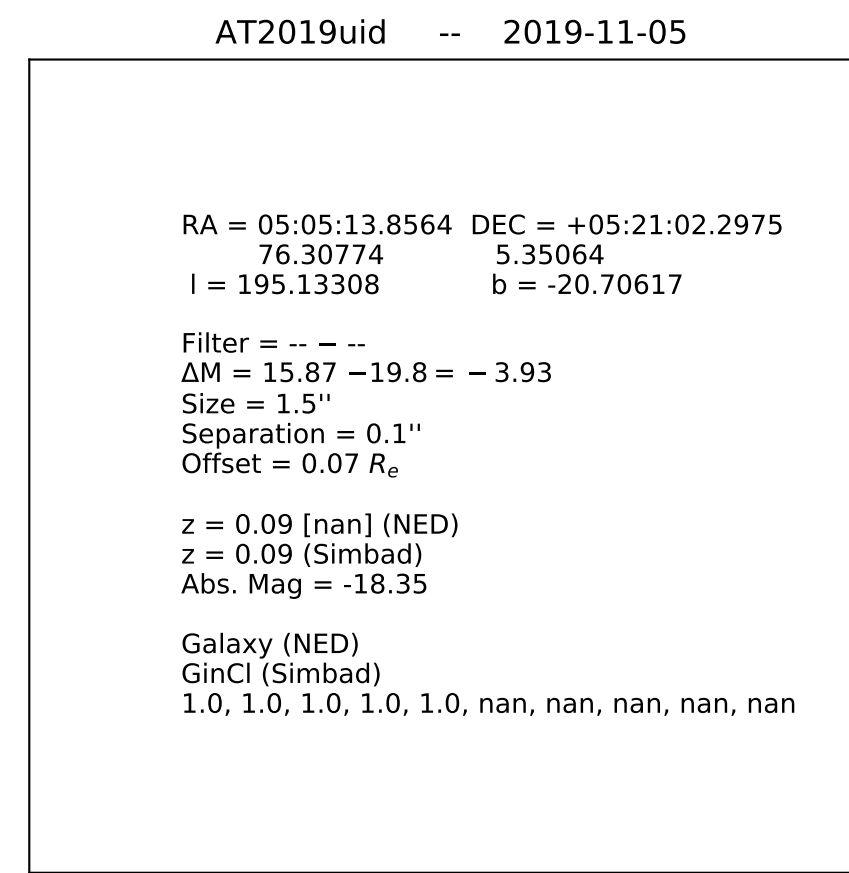 AT2019uid -- 2019-11-05
RA = 05:05:13.8564 DEC = +05:21:02.2975
76.30774 5.35064
l = 195.13308 b = -20.70617
Filter = -- − --
ΔM = 15.87 −19.8 = − 3.93
Size = 1.5''
Separation = 0.1''
Offset = 0.07 Rₑ
z = 0.09 [nan] (NED)
z = 0.09 (Simbad)
Abs. Mag = -18.35
Galaxy (NED)
GinCl (Simbad)
1.0, 1.0, 1.0, 1.0, 1.0, nan, nan, nan, nan, nan